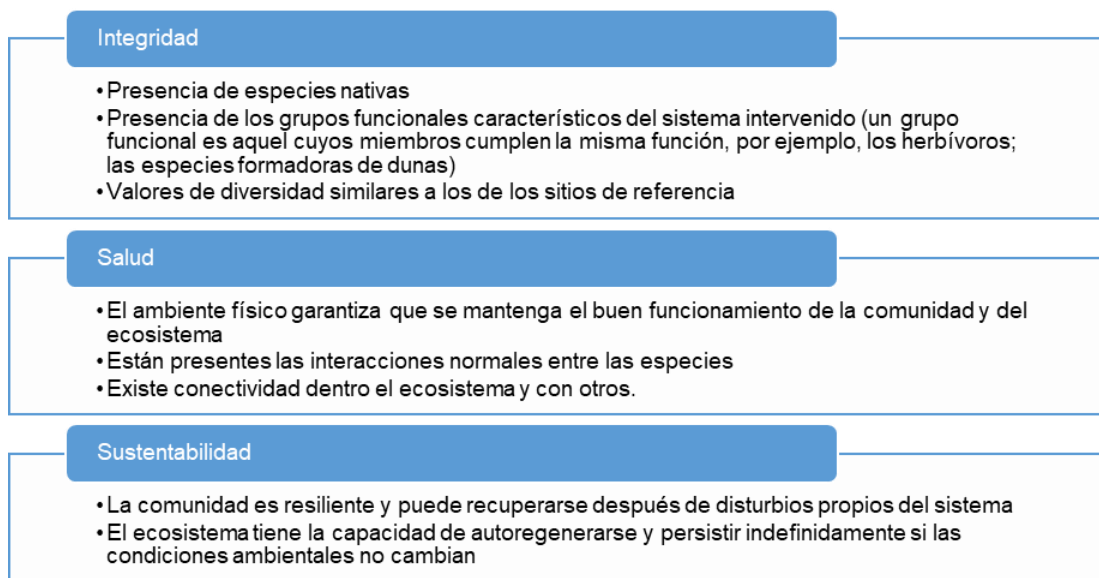 Integridad
•Presencia de especies nativas
•Presencia de los grupos funcionales característicos del sistema intervenido (un grupo
funcional es aquel cuyos miembros cumplen la misma función, por ejemplo, los herbívoros;
las especies formadoras de dunas)
•Valores de diversidad similares a los de los sitios de referencia
Salud
•El ambiente físico garantiza que se mantenga el buen funcionamiento de la comunidad y del
ecosistema
•Están presentes las interacciones normales entre las especies
•Existe conectividad dentro el ecosistema y con otros.
Sustentabilidad
•La comunidad es resiliente y puede recuperarse después de disturbios propios del sistema
•El ecosistema tiene la capacidad de autoregenerarse y persistir indefinidamente si las
condiciones ambientales no cambian